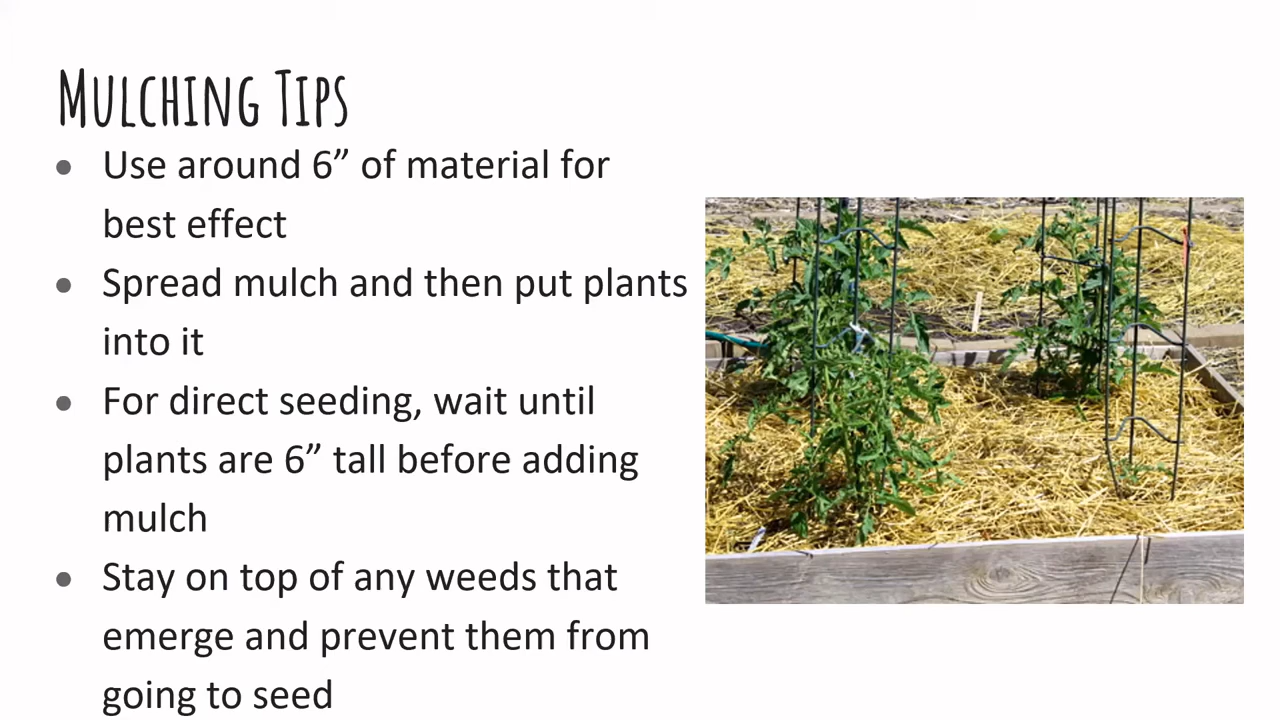 Mulching Tips
● Use around 6” of material for
best effect
● Spread mulch and then put plants
into it
● For direct seeding, wait until
plants are 6” tall before adding
mulch
● Stay on top of any weeds that
emerge and prevent them from
going to seed